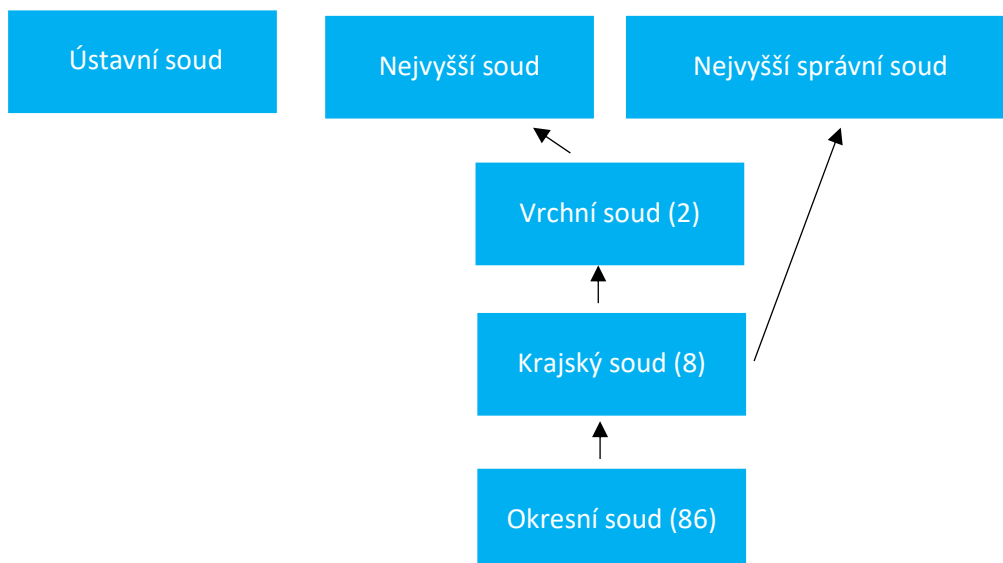 Ústavní soud
Nejvyšší soud
Nejvyšší správní soud
Vrchní soud (2)
Krajský soud (8)
Okresní soud (86)